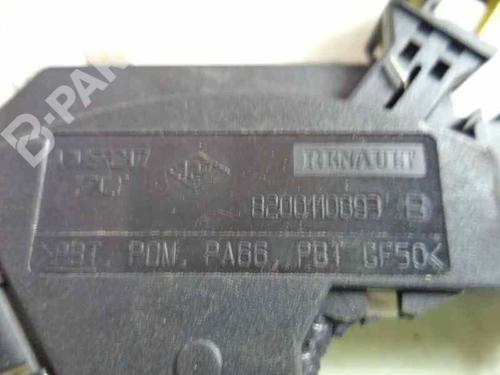 RENAULT
8200110893 B
>PBT, POM, PA66, PBT GF50<
B-PAR